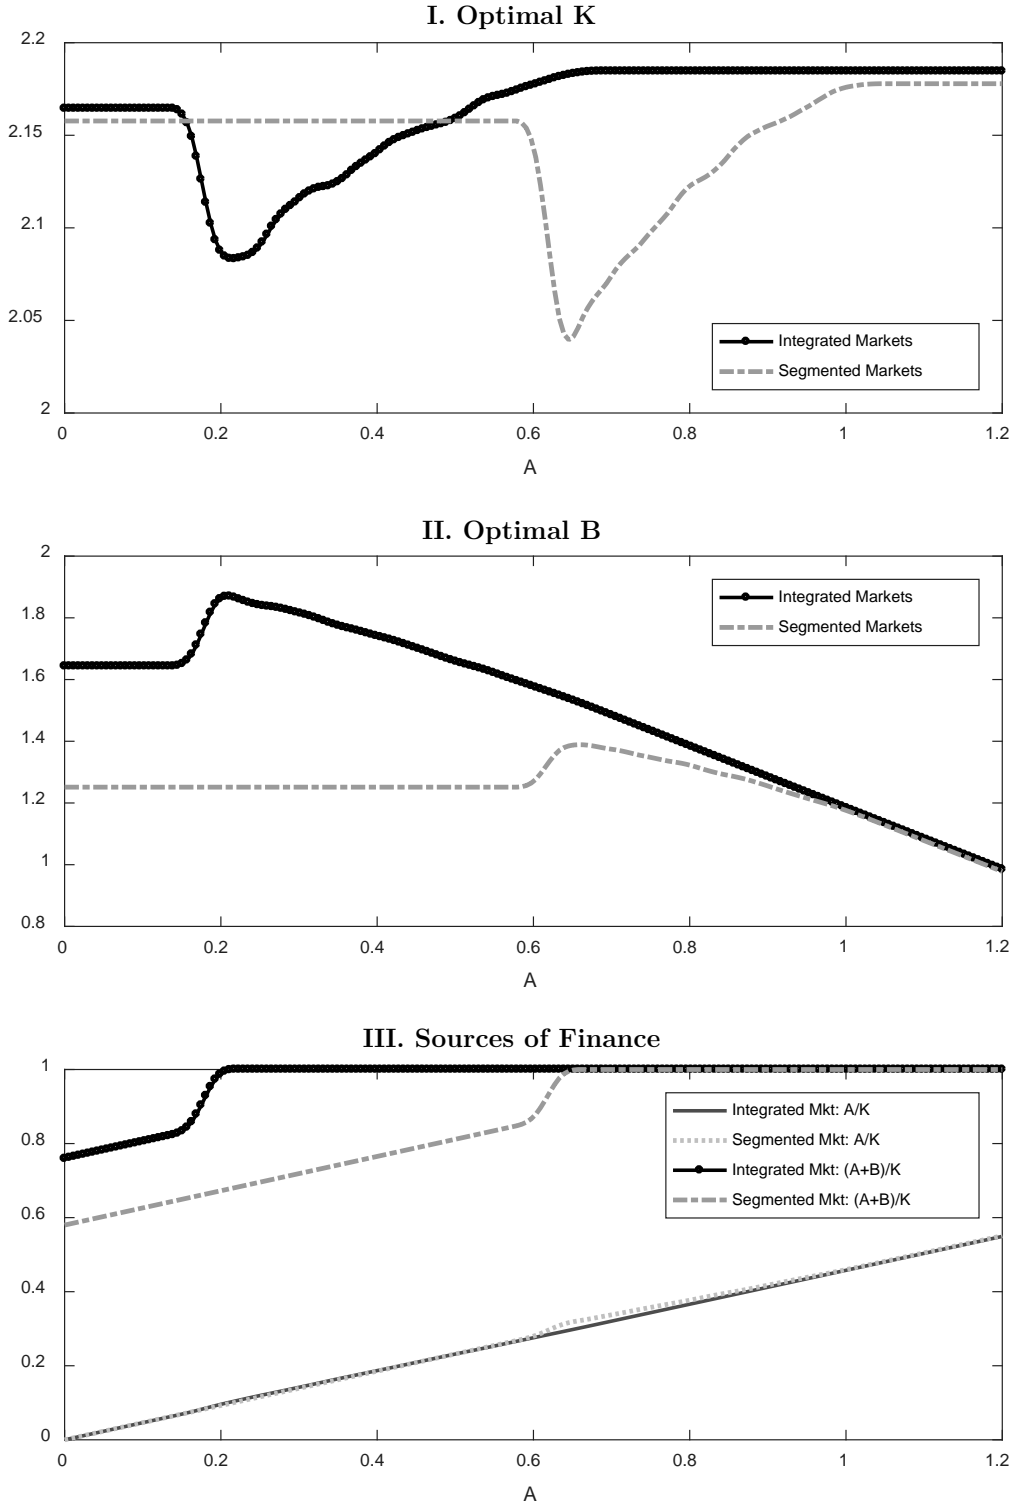 I. Optimal K
2.2
2.15
2.1
2.05
2
0 0.2 0.4 0.6 0.8 1 1.2
A
Integrated Markets
Segmented Markets
II. Optimal B
2
1.8
1.6
1.4
1.2
1
0.8
0 0.2 0.4 0.6 0.8 1 1.2
A
Integrated Markets
Segmented Markets
III. Sources of Finance
1
0.8
0.6
0.4
0.2
0
0 0.2 0.4 0.6 0.8 1 1.2
A
Integrated Mkt: A/K
Segmented Mkt: A/K
Integrated Mkt: (A+B)/K
Segmented Mkt: (A+B)/K